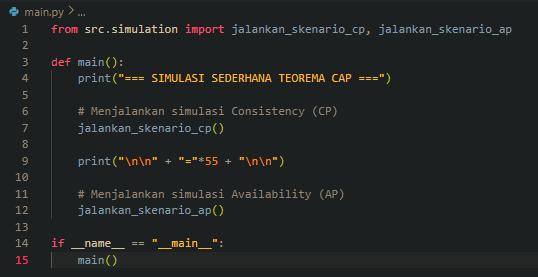 main.py > ...
1 from src.simulation import jalankan_skenario_cp, jalankan_skenario_ap
2
3 def main():
4     print("=== SIMULASI SEDERHANA TEOREMA CAP ===")
5
6     # Menjalankan simulasi Consistency (CP)
7     jalankan_skenario_cp()
8
9     print("\n\n" + "="*55 + "\n\n")
10
11     # Menjalankan simulasi Availability (AP)
12     jalankan_skenario_ap()
13
14 if __name__ == "__main__":
15     main()